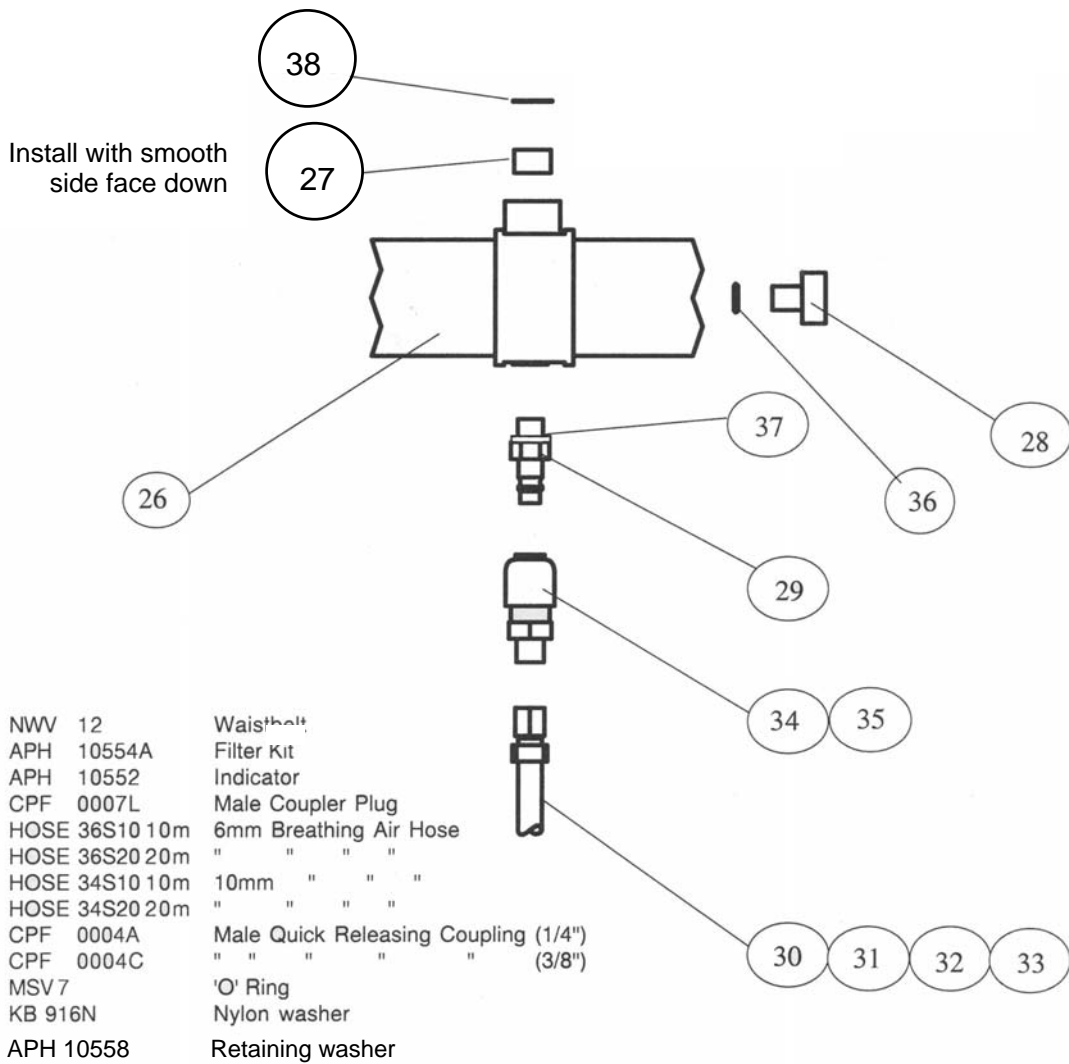 38
Install with smooth
side face down
27
37
28
26
36
29
34 35
NWV 12 Waistbelt
APH 10554A Filter Kit
APH 10552 Indicator
CPF 0007L Male Coupler Plug
HOSE 36S10 10m 6mm Breathing Air Hose
HOSE 36S20 20m " " " "
HOSE 34S10 10m 10mm " " "
HOSE 34S20 20m " " " "
CPF 0004A Male Quick Releasing Coupling (1/4")
CPF 0004C " " " " " (3/8")
MSV 7 'O' Ring
KB 916N Nylon washer
APH 10558 Retaining washer
30 31 32 33